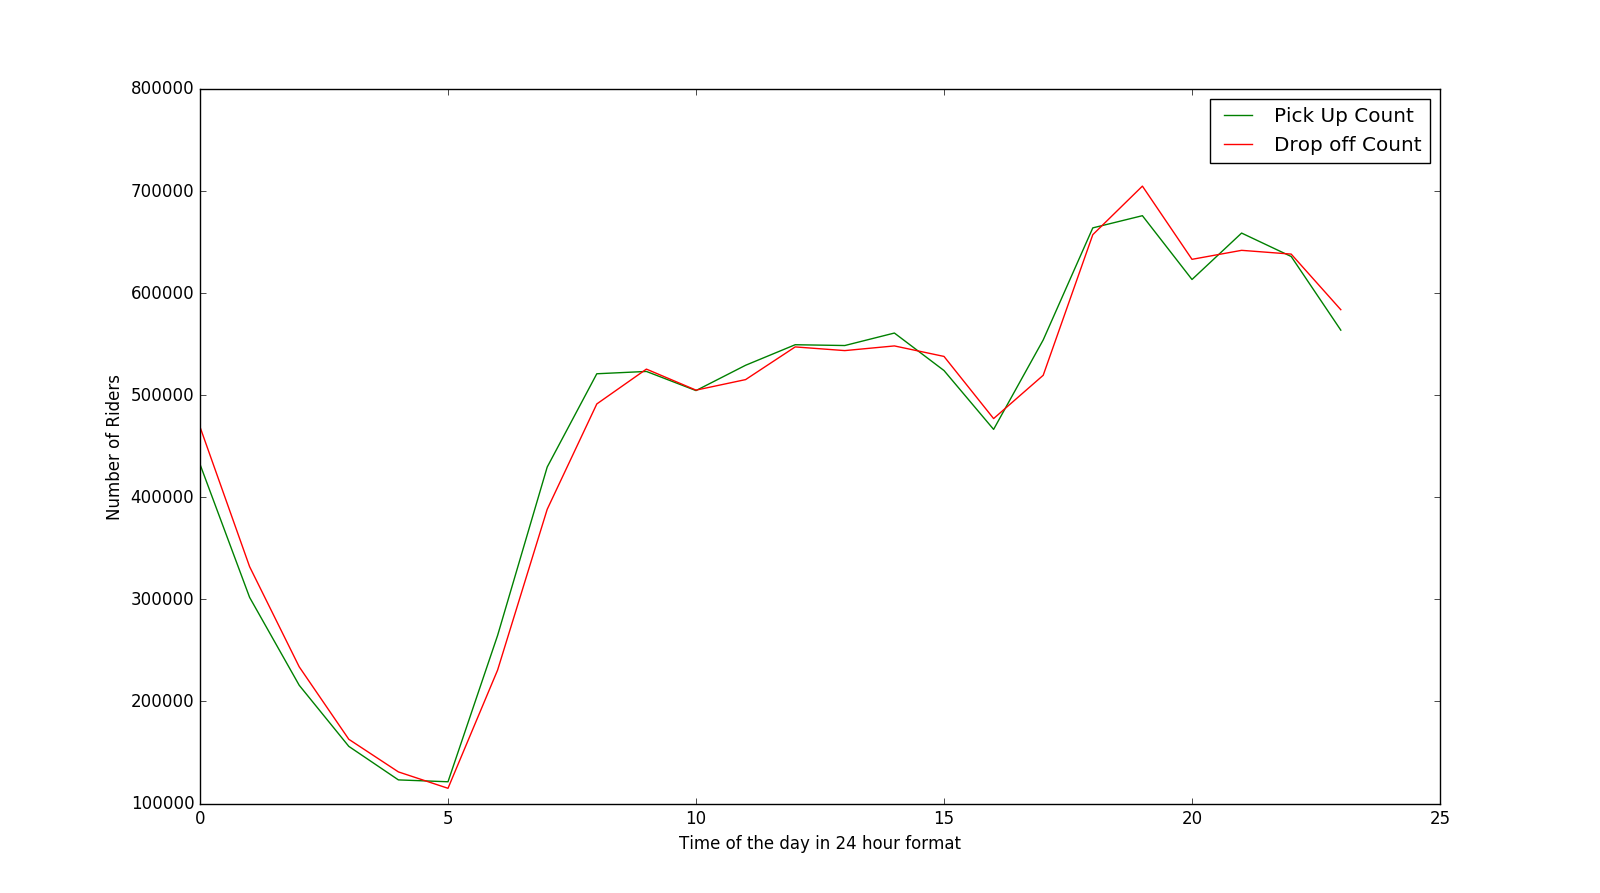 800000
700000
600000
500000
400000
300000
200000
100000
Number of Riders
0 5 10 15 20 25
Time of the day in 24 hour format
Pick Up Count
Drop off Count